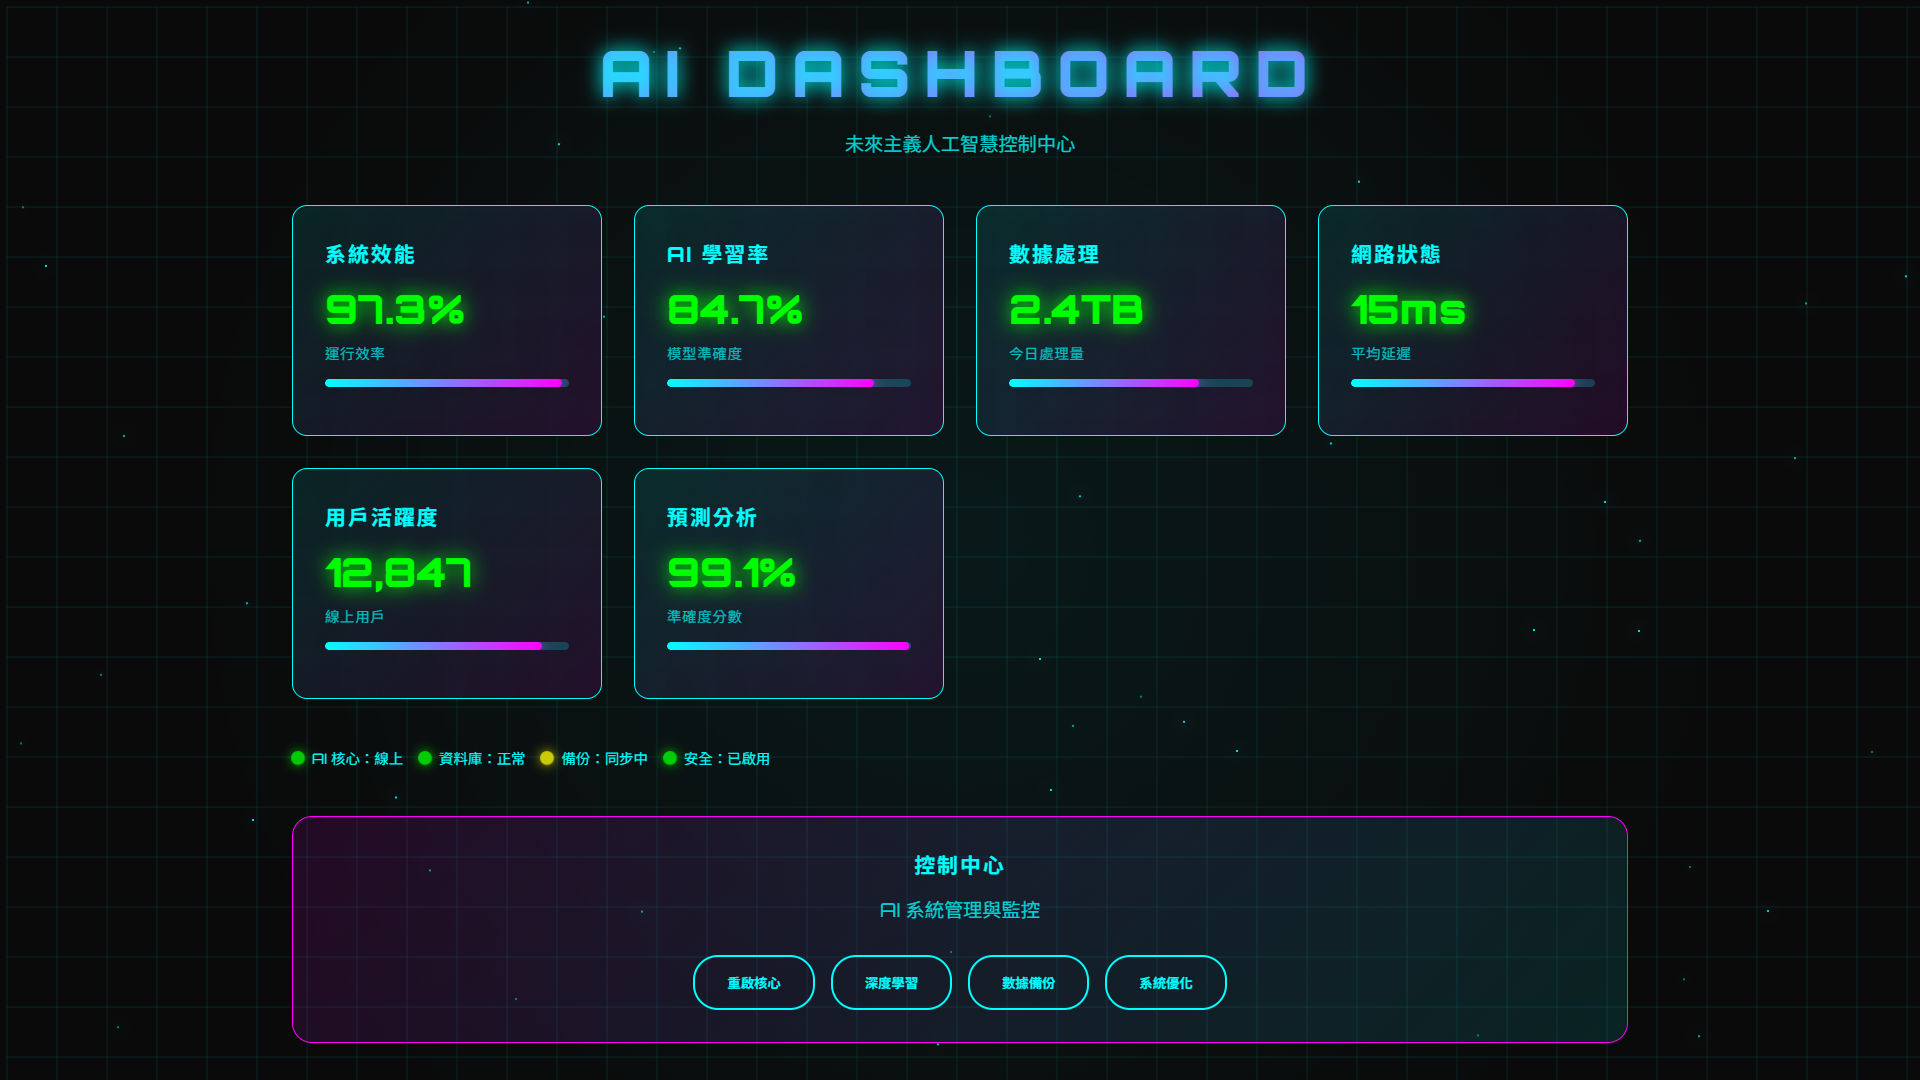 AI DASHBOARD
未來主義人工智慧控制中心
系統效能
97.3%
運行效率
AI 學習率
84.7%
模型準確度
數據處理
2.4TB
今日處理量
網路狀態
15ms
平均延遲
用戶活躍度
12,847
線上用戶
預測分析
99.1%
準確度分數
AI 核心：線上
資料庫：正常
備份：同步中
安全：已啟用
控制中心
AI 系統管理與監控
重啟核心
深度學習
數據備份
系統優化